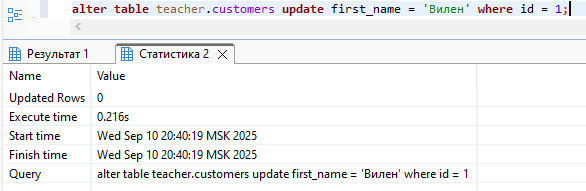 alter table teacher.customers update first_name = 'Вилен' where id = 1;
Результат 1 Статистика 2
Name Value
Updated Rows 0
Execute time 0.216s
Start time Wed Sep 10 20:40:19 MSK 2025
Finish time Wed Sep 10 20:40:19 MSK 2025
Query alter table teacher.customers update first_name = 'Вилен' where id = 1